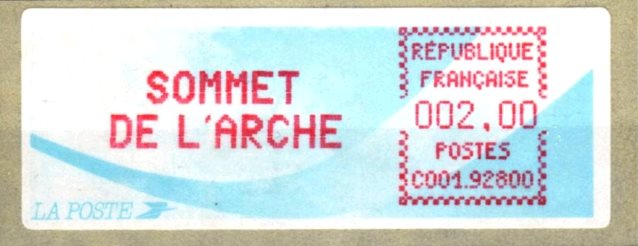 SOMMET
DE L'ARCHE
RÉPUBLIQUE
FRANÇAISE
002,00
POSTES
C001.92800
LA POSTE